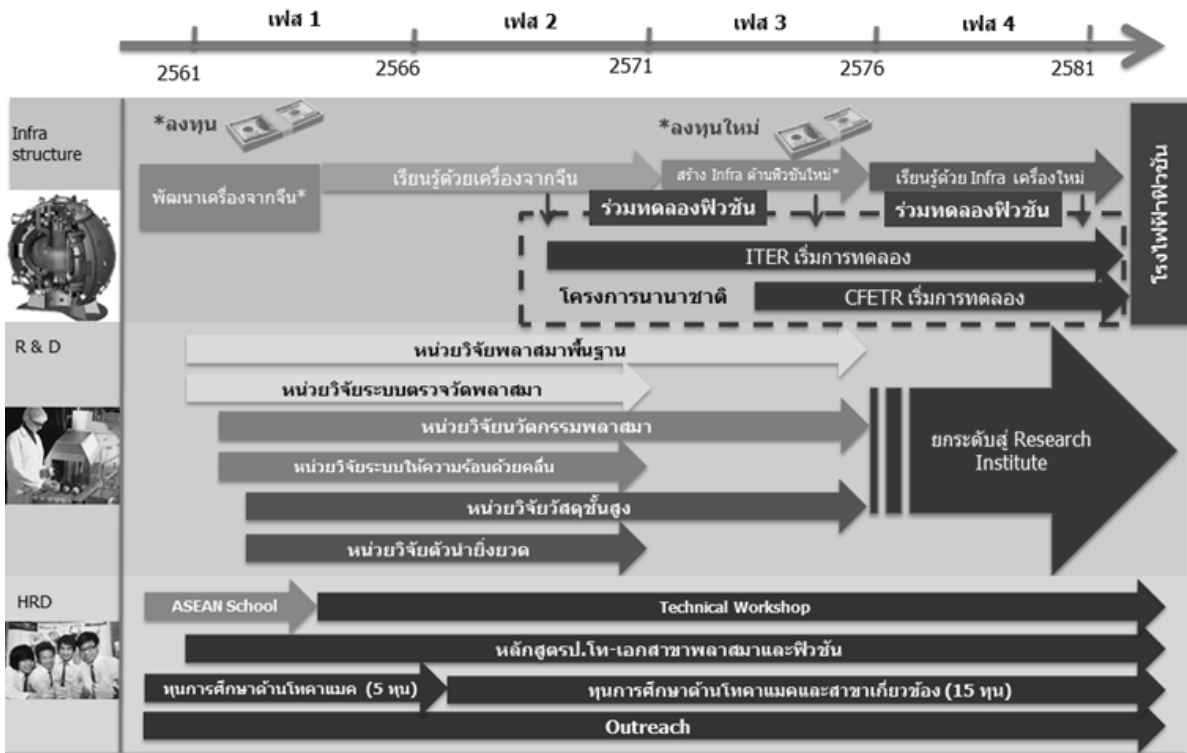 เฟส 1
เฟส 2
เฟส 3
เฟส 4
2561
2566
2571
2576
2581
Infra
structure
*ลงทุน
*ลงทุนใหม่
พัฒนาเครื่องจากจีน*
เรียนรู้ด้วยเครื่องจากจีน
สร้าง Infra ด้านฟิวชันใหม่*
เรียนรู้ด้วย Infra เครื่องใหม่
ร่วมทดลองฟิวชัน
ร่วมทดลองฟิวชัน
ITER เริ่มการทดลอง
โครงการนานาชาติ
CFETR เริ่มการทดลอง
โรงไฟฟ้าฟิวชัน
R & D
หน่วยวิจัยพลาสมาพื้นฐาน
หน่วยวิจัยระบบตรวจวัดพลาสมา
หน่วยวิจัยนวัตกรรมพลาสมา
หน่วยวิจัยระบบให้ความร้อนด้วยคลื่น
หน่วยวิจัยวัสดุชั้นสูง
หน่วยวิจัยตัวนำยิ่งยวด
ยกระดับสู่ Research
Institute
HRD
ASEAN School
Technical Workshop
หลักสูตรป.โท-เอกสาขาพลาสมาและฟิวชัน
ทุนการศึกษาด้านโทคาแมค (5 ทุน)
ทุนการศึกษาด้านโทคาแมคและสาขาเกี่ยวข้อง (15 ทุน)
Outreach